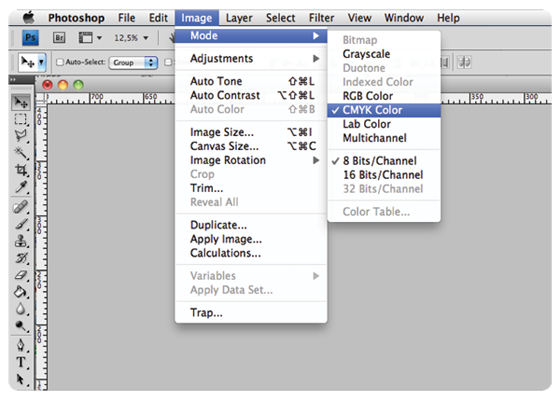 Photoshop File Edit Image Layer Select Filter View Window Help
Ps Br 12,5%
Auto-Select: Group
Mode
Adjustments
Auto Tone ⇧⌘L
Auto Contrast ⌥⇧⌘L
Auto Color ⇧⌘B
Image Size... ⌥⌘I
Canvas Size... ⌥⌘C
Image Rotation
Crop
Trim...
Reveal All
Duplicate...
Apply Image...
Calculations...
Variables
Apply Data Set...
Trap...
Bitmap
Grayscale
Duotone
Indexed Color
RGB Color
✓ CMYK Color
Lab Color
Multichannel
✓ 8 Bits/Channel
16 Bits/Channel
32 Bits/Channel
Color Table...
700 650 350 300
T